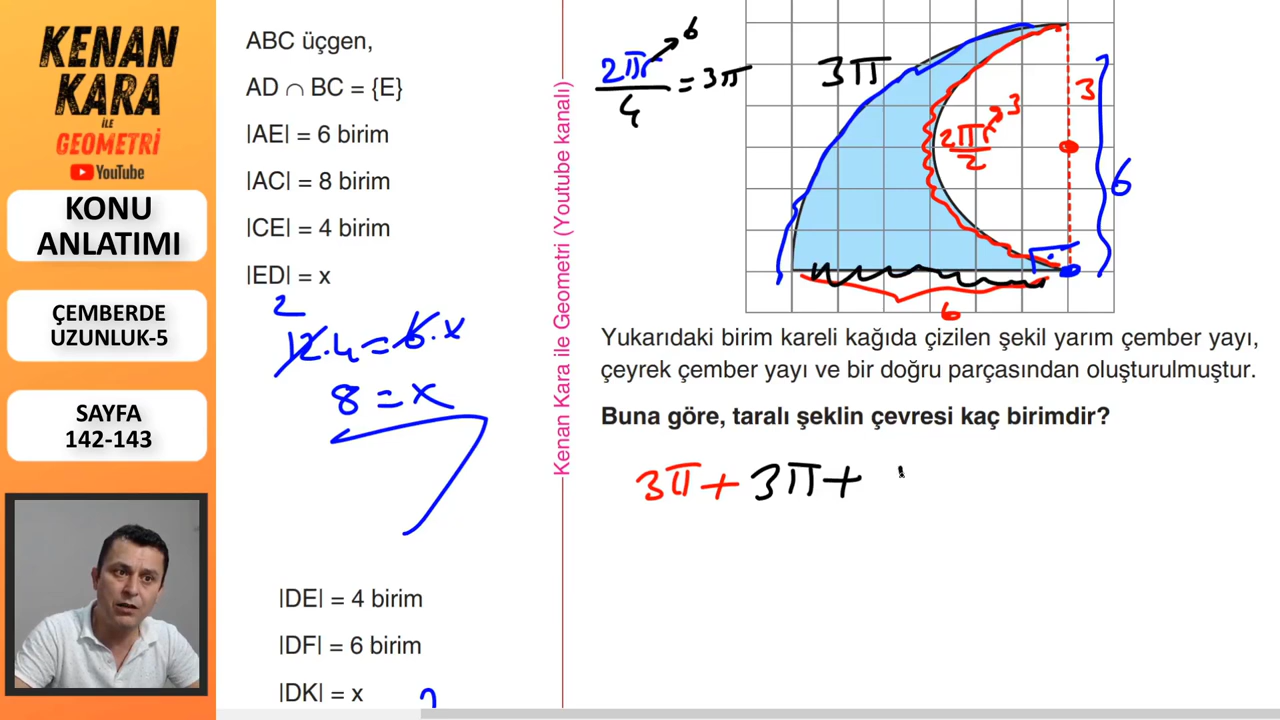 KENAN
KARA
İLE
GEOMETRİ
YouTube
KONU
ANLATIMI
ÇEMBERDE
UZUNLUK-5
SAYFA
142-143
ABC üçgen,
AD ∩ BC = {E}
|AE| = 6 birim
|AC| = 8 birim
|CE| = 4 birim
|ED| = x
2
12.4 = 6.x
8 = x
|DE| = 4 birim
|DF| = 6 birim
|DK| = x
Kenan Kara ile Geometri (Youtube kanalı)
2πr/4 = 3π
6
3π
2πr/2
3
3
6
6
Yukarıdaki birim kareli kağıda çizilen şekil yarım çember yayı,
çeyrek çember yayı ve bir doğru parçasından oluşturulmuştur.
Buna göre, taralı şeklin çevresi kaç birimdir?
3π + 3π +